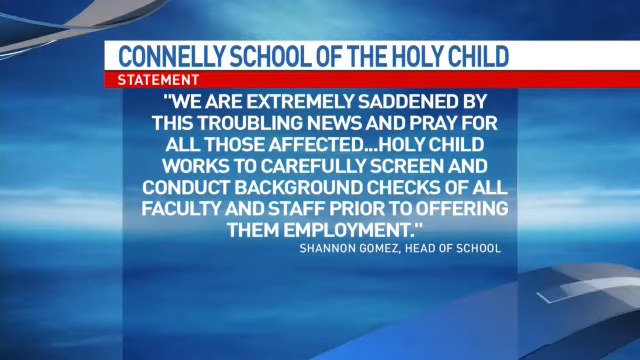 CONNELLY SCHOOL OF THE HOLY CHILD
STATEMENT
"WE ARE EXTREMELY SADDENED BY
THIS TROUBLING NEWS AND PRAY FOR
ALL THOSE AFFECTED...HOLY CHILD
WORKS TO CAREFULLY SCREEN AND
CONDUCT BACKGROUND CHECKS OF ALL
FACULTY AND STAFF PRIOR TO OFFERING
THEM EMPLOYMENT."
SHANNON GOMEZ, HEAD OF SCHOOL